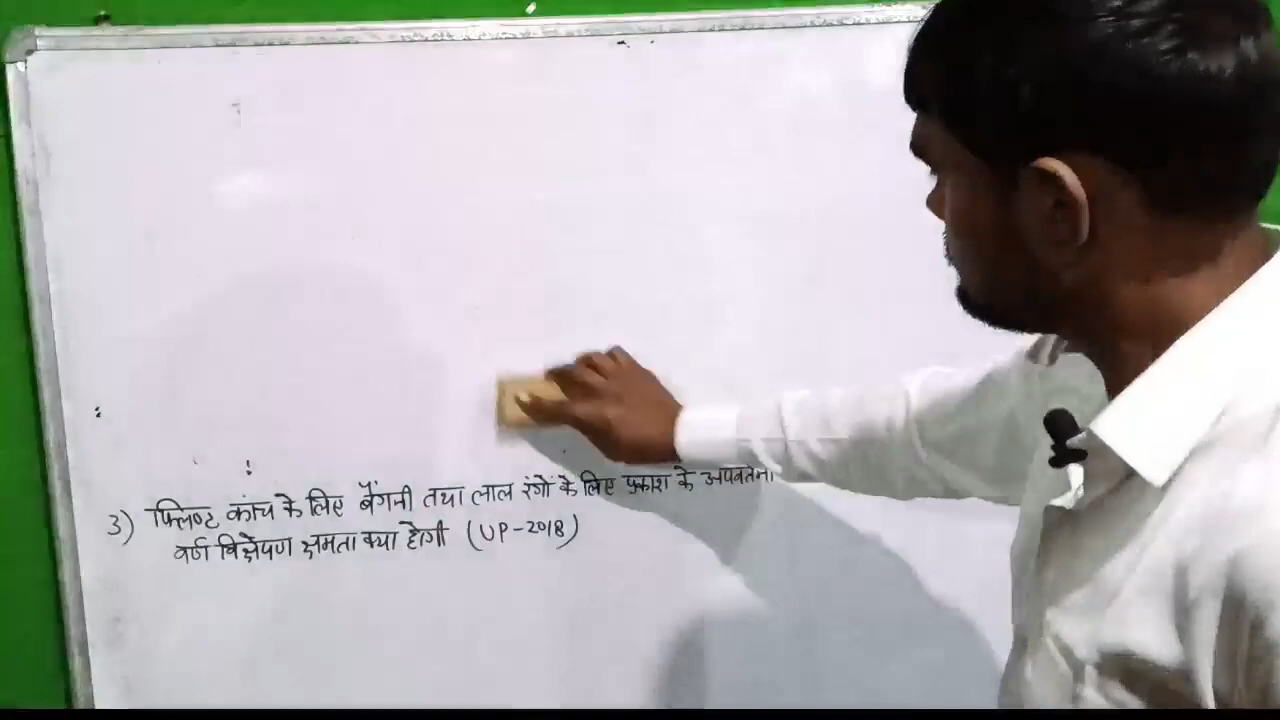 3) फ्लिण्ट कांच के लिए बैंगनी तथा लाल रंगो के लिए प्रकाश के अपवर्तना
वर्ण विक्षेपण क्षमता क्या होगी (UP-2018)